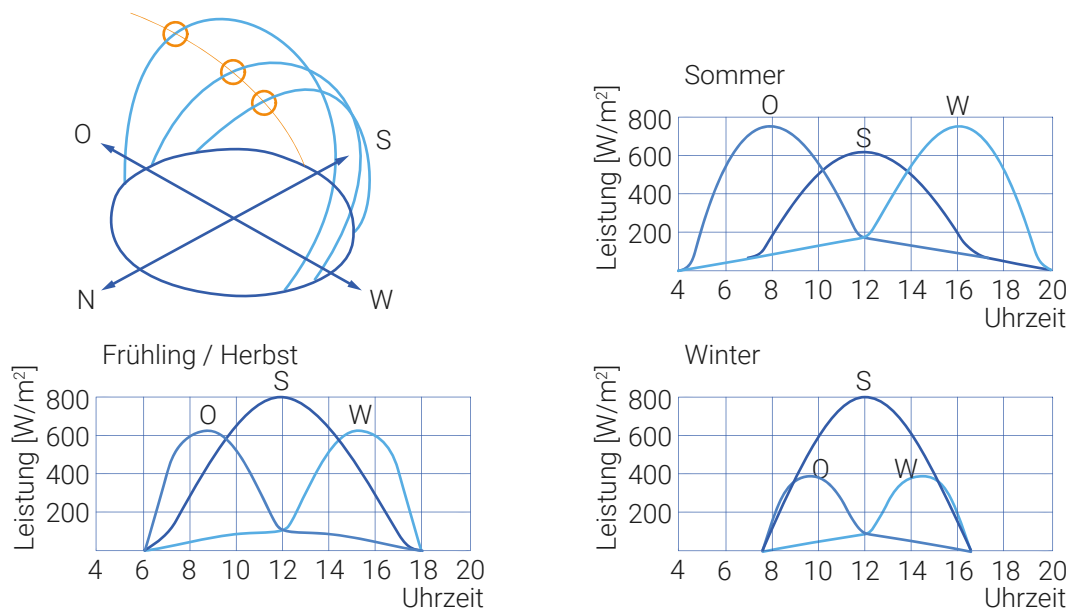 O
S
N
W
Sommer
Leistung [W/m²]
800
600
400
200
O
S
W
4 6 8 10 12 14 16 18 20
Uhrzeit
Frühling / Herbst
Leistung [W/m²]
800
600
400
200
O
S
W
4 6 8 10 12 14 16 18 20
Uhrzeit
Winter
Leistung [W/m²]
800
600
400
200
S
O
W
4 6 8 10 12 14 16 18 20
Uhrzeit